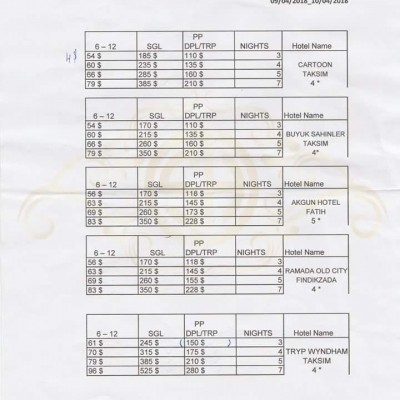 09/04/2018_10/04/2018
4$
PP
6 – 12 SGL DPL/TRP NIGHTS Hotel Name
54 $ 185 $ 110 $ 3
60 $ 235 $ 135 $ 4 CARTOON
66 $ 285 $ 160 $ 5 TAKSIM
79 $ 385 $ 210 $ 7 4 *
PP
6 – 12 SGL DPL/TRP NIGHTS Hotel Name
54 $ 170 $ 110 $ 3
60 $ 215 $ 135 $ 4 BUYUK SAHINLER
66 $ 260 $ 160 $ 5 TAKSIM
79 $ 350 $ 210 $ 7 4*
PP
6 – 12 SGL DPL/TRP NIGHTS Hotel Name
56 $ 170 $ 118 $ 3
63 $ 215 $ 145 $ 4 AKGUN HOTEL
69 $ 260 $ 173 $ 5 FATIH
83 $ 350 $ 228 $ 7 5 *
PP
6 – 12 SGL DPL/TRP NIGHTS Hotel Name
56 $ 170 $ 118 $ 3
63 $ 215 $ 145 $ 4 RAMADA OLD CITY
69 $ 260 $ 155 $ 5 FINDIKZADA
83 $ 350 $ 228 $ 7 4 *
PP
6 – 12 SGL DPL/TRP NIGHTS Hotel Name
61 $ 245 $ (150 $ ) 3
70 $ 315 $ 175 $ 4 TRYP WYNDHAM
79 $ 385 $ 210 $ 5 TAKSIM
96 $ 525 $ 280 $ 7 4 *